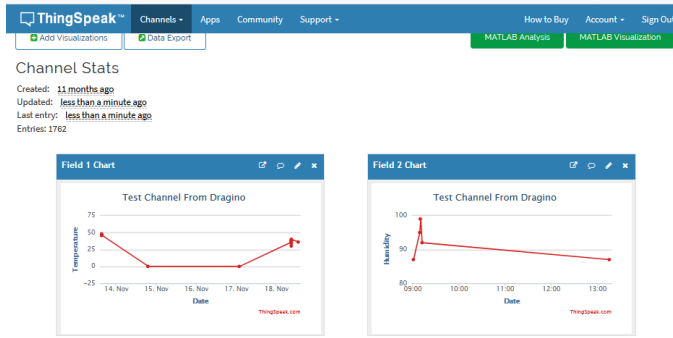 ThingSpeak™ Channels Apps Community Support How to Buy Account Sign Out
Add Visualizations Data Export MATLAB Analysis MATLAB Visualization
Channel Stats
Created: 11 months ago
Updated: less than a minute ago
Last entry: less than a minute ago
Entries: 1762
Field 1 Chart
Test Channel From Dragino
Temperature
75
50
25
0
-25
14. Nov 15. Nov 16. Nov 17. Nov 18. Nov
Date
ThingSpeak.com
Field 2 Chart
Test Channel From Dragino
Humidity
100
90
80
09:00 10:00 11:00 12:00 13:00
Date
ThingSpeak.com